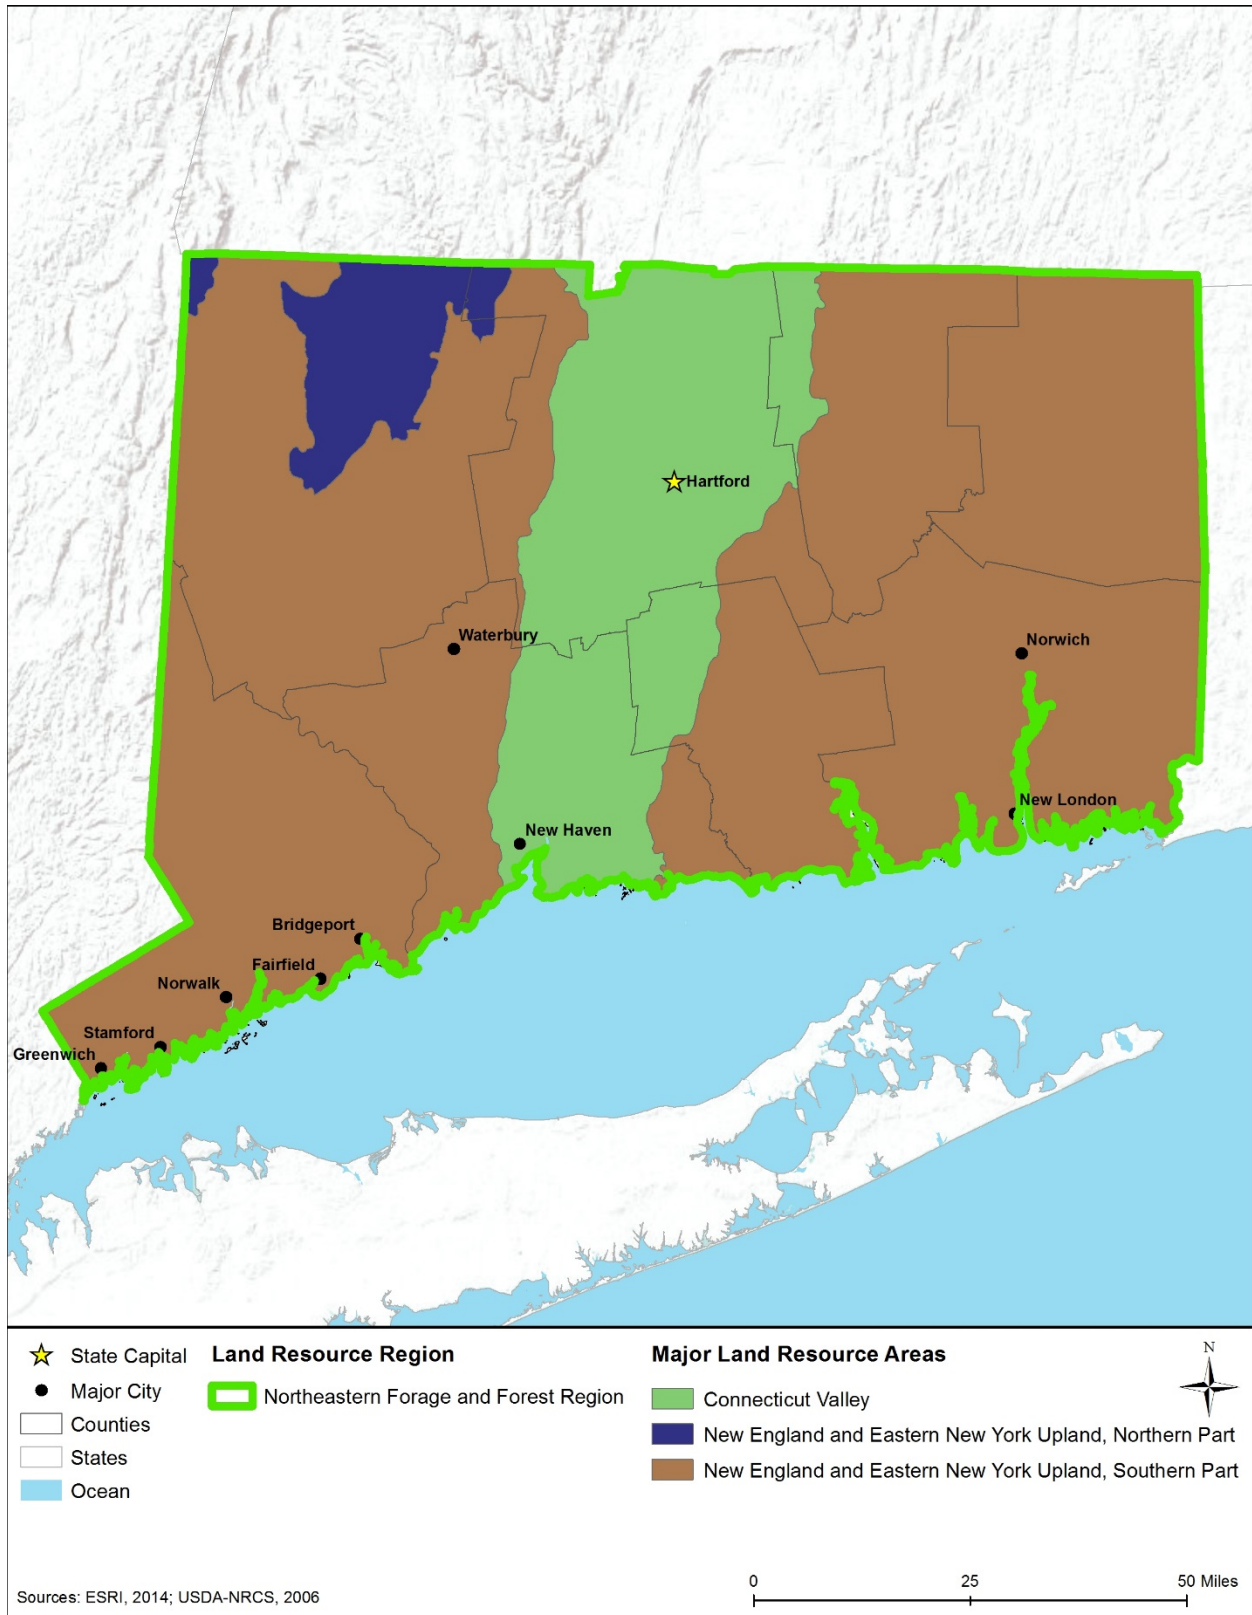 Hartford
Waterbury
Norwich
New London
New Haven
Bridgeport
Fairfield
Norwalk
Stamford
Greenwich
State Capital
Major City
Counties
States
Ocean
Land Resource Region
Northeastern Forage and Forest Region
Major Land Resource Areas
Connecticut Valley
New England and Eastern New York Upland, Northern Part
New England and Eastern New York Upland, Southern Part
N
Sources: ESRI, 2014; USDA-NRCS, 2006
0 25 50 Miles